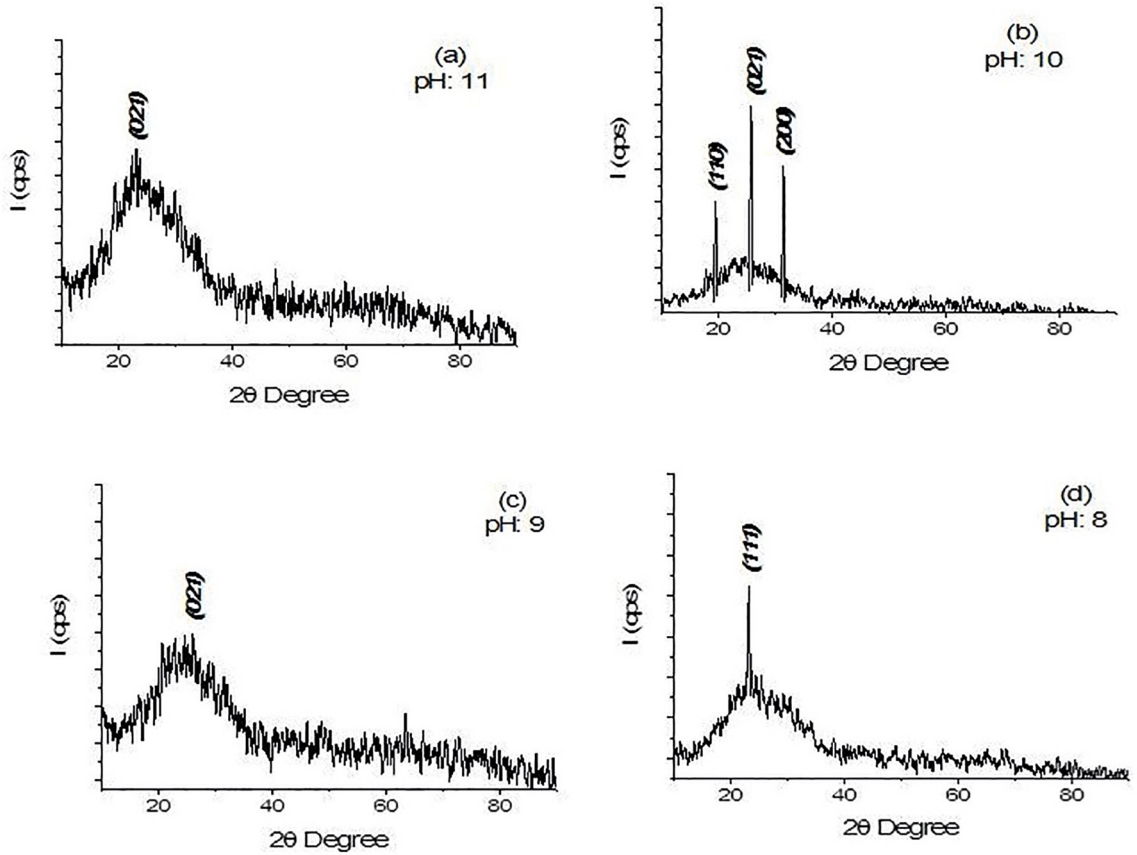 (a)
pH: 11
(021)
I (cps)
20 40 60 80
2θ Degree
(b)
pH: 10
(110)
(021)
(200)
I (cps)
20 40 60 80
2θ Degree
(c)
pH: 9
(021)
I (cps)
20 40 60 80
2θ Degree
(d)
pH: 8
(111)
I (cps)
20 40 60 80
2θ Degree